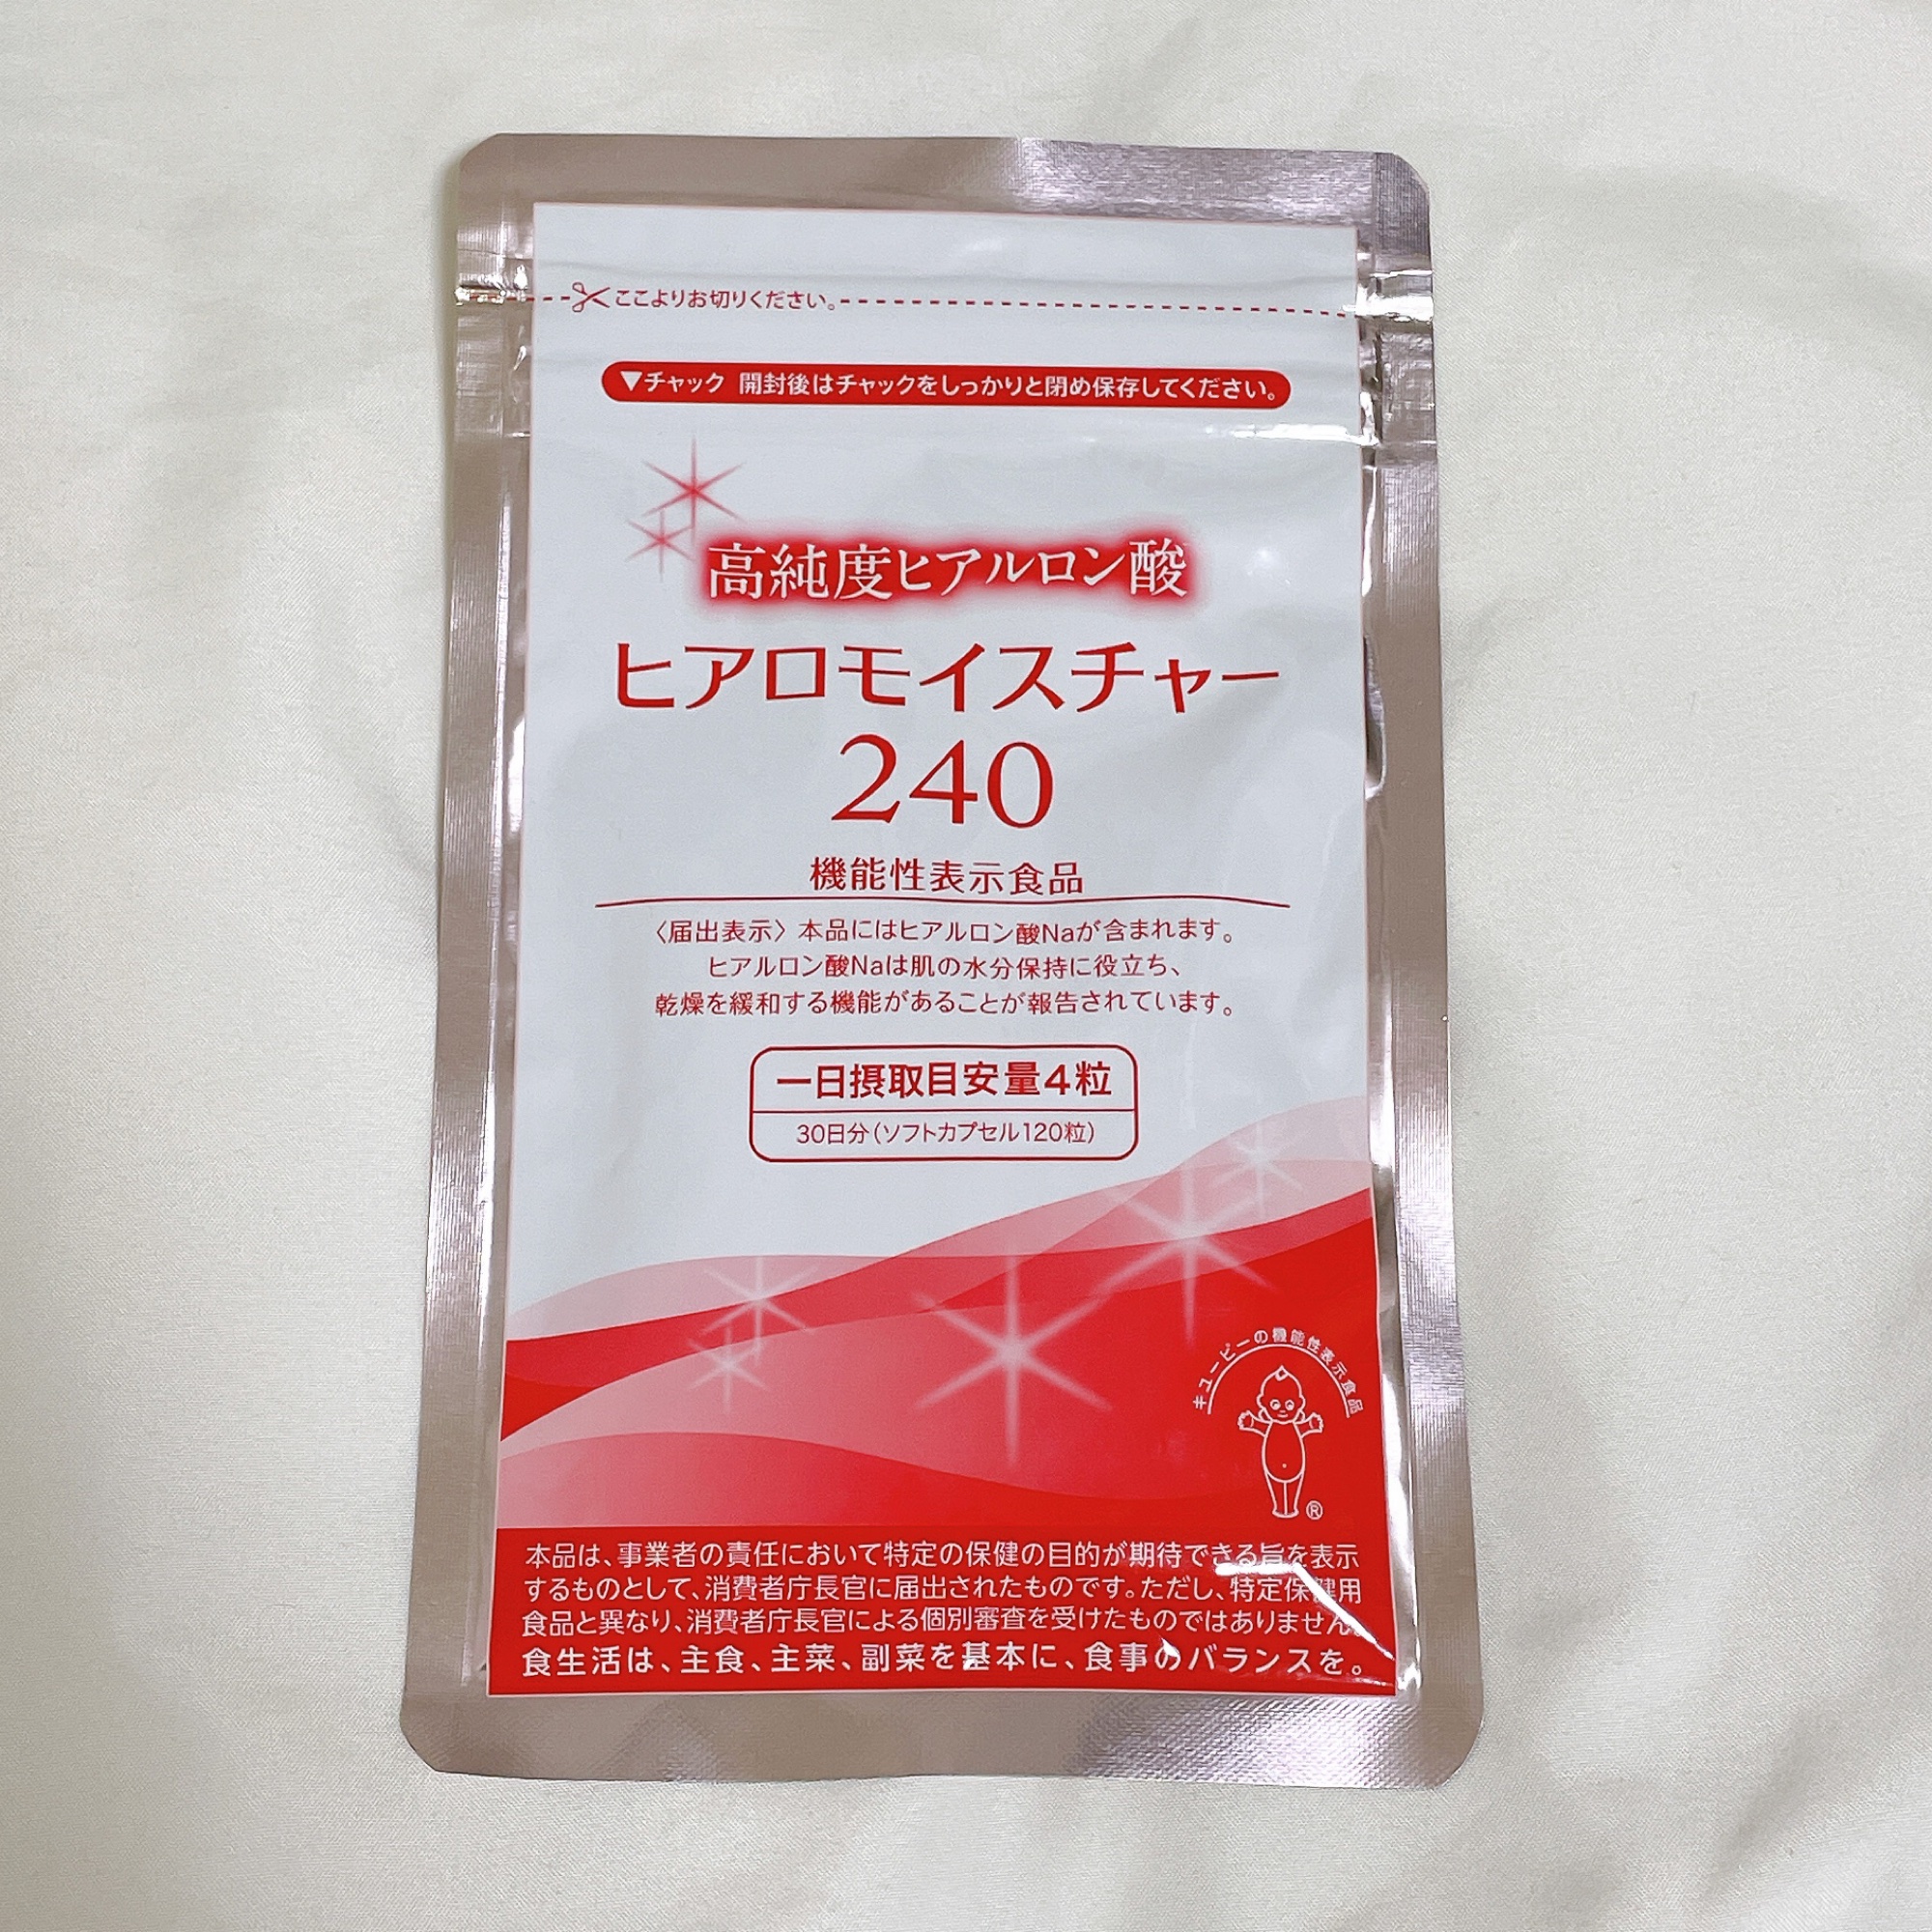 ここよりお切りください。
▼チャック 開封後はチャックをしっかりと閉め保存してください。
高純度ヒアルロン酸
ヒアロモイスチャー
240
機能性表示食品
〈届出表示〉本品にはヒアルロン酸Naが含まれます。
ヒアルロン酸Naは肌の水分保持に役立ち、
乾燥を緩和する機能があることが報告されています。
一日摂取目安量4粒
30日分(ソフトカプセル120粒)
キユーピーの機能性表示食品
®
本品は、事業者の責任において特定の保健の目的が期待できる旨を表示
するものとして、消費者庁長官に届出されたものです。ただし、特定保健用
食品と異なり、消費者庁長官による個別審査を受けたものではありません。
食生活は、主食、主菜、副菜を基本に、食事のバランスを。